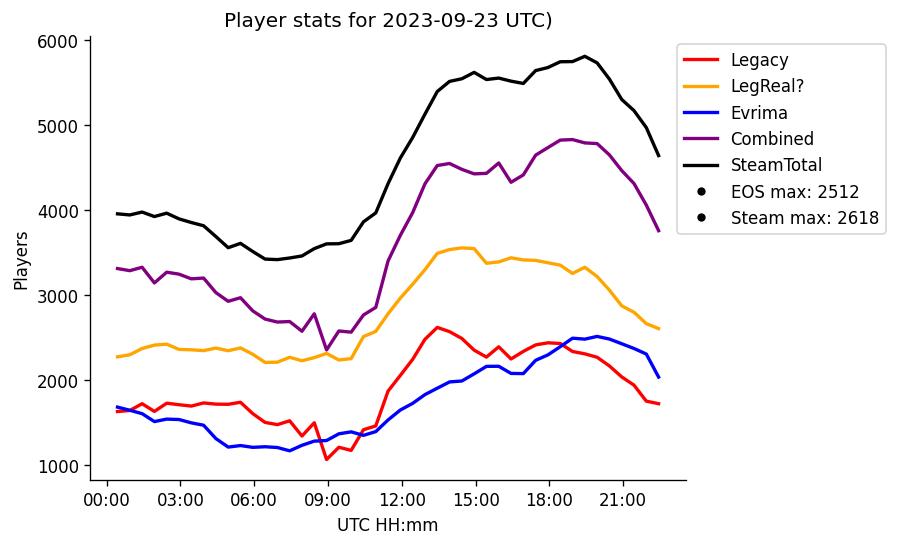 Player stats for 2023-09-23 UTC)
6000
5000
4000
3000
2000
1000
Players
00:00 03:00 06:00 09:00 12:00 15:00 18:00 21:00
UTC HH:mm
Legacy
LegReal?
Evrima
Combined
SteamTotal
EOS max: 2512
Steam max: 2618